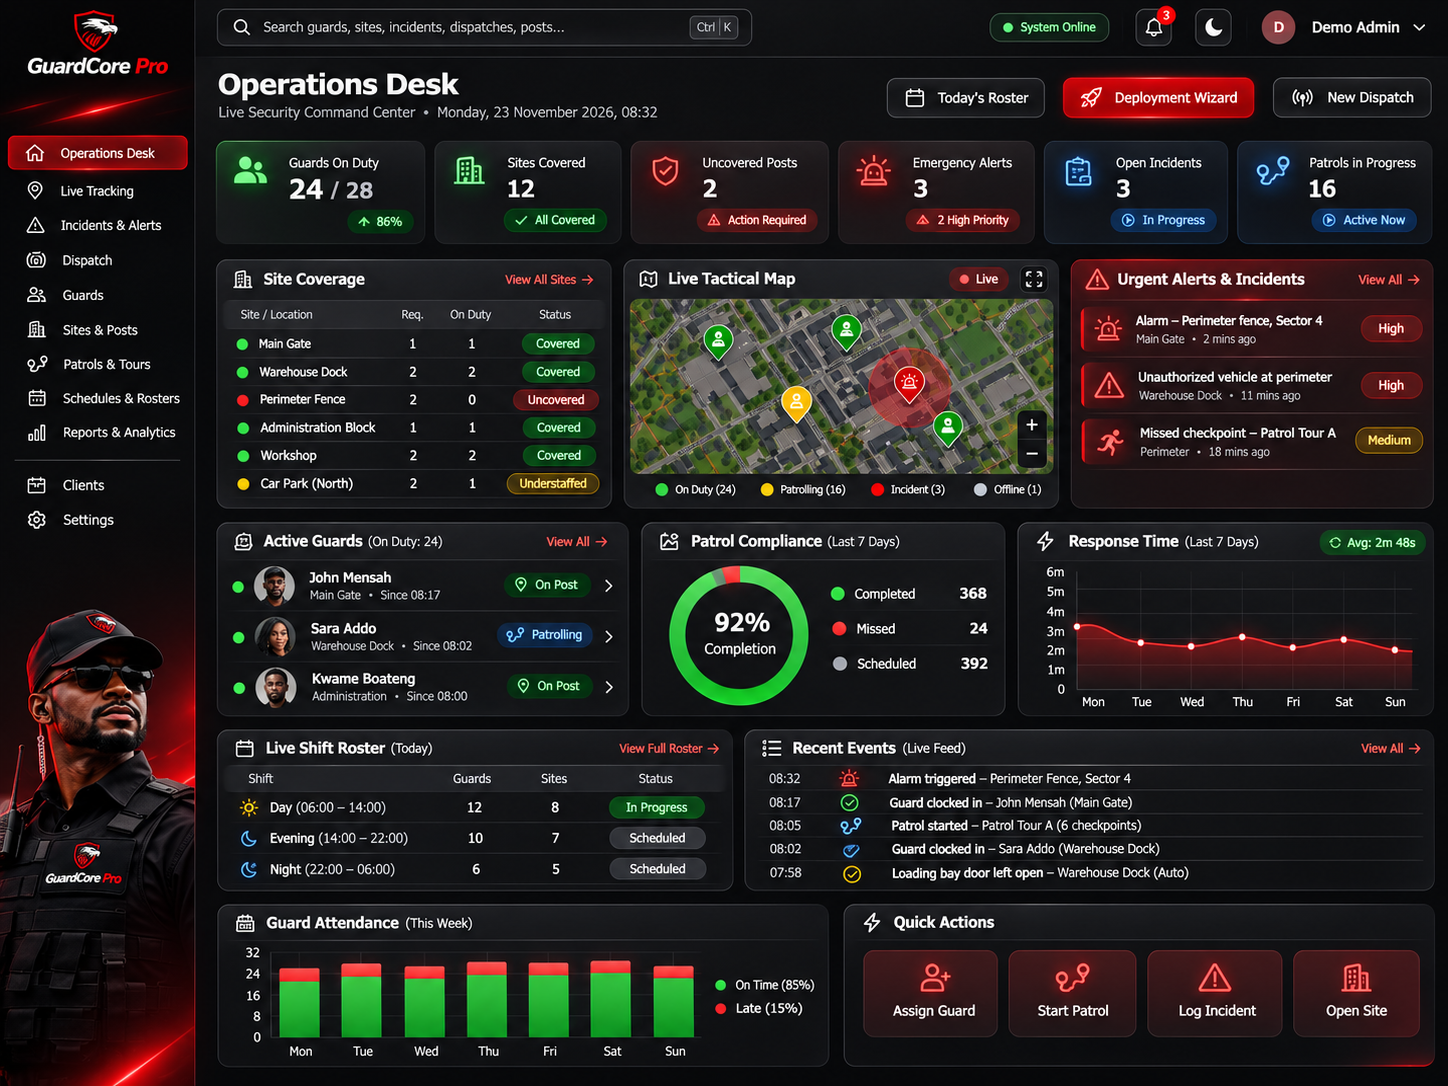 GuardCore Pro
Search guards, sites, incidents, dispatches, posts...
Ctrl K
System Online
3
D
Demo Admin
Operations Desk
Live Security Command Center • Monday, 23 November 2026, 08:32
Today's Roster
Deployment Wizard
New Dispatch
Operations Desk
Live Tracking
Incidents & Alerts
Dispatch
Guards
Sites & Posts
Patrols & Tours
Schedules & Rosters
Reports & Analytics
Clients
Settings
GuardCore Pro
Guards On Duty
24 / 28
86%
Sites Covered
12
All Covered
Uncovered Posts
2
Action Required
Emergency Alerts
3
2 High Priority
Open Incidents
3
In Progress
Patrols in Progress
16
Active Now
Site Coverage
View All Sites →
Site / Location Req. On Duty Status
Main Gate 1 1 Covered
Warehouse Dock 2 2 Covered
Perimeter Fence 2 0 Uncovered
Administration Block 1 1 Covered
Workshop 2 2 Covered
Car Park (North) 2 1 Understaffed
Live Tactical Map
Live
+
−
On Duty (24) Patrolling (16) Incident (3) Offline (1)
Urgent Alerts & Incidents
View All →
Alarm – Perimeter fence, Sector 4
Main Gate • 2 mins ago
High
Unauthorized vehicle at perimeter
Warehouse Dock • 11 mins ago
High
Missed checkpoint – Patrol Tour A
Perimeter • 18 mins ago
Medium
Active Guards (On Duty: 24)
View All →
John Mensah
Main Gate • Since 08:17
On Post
Sara Addo
Warehouse Dock • Since 08:02
Patrolling
Kwame Boateng
Administration • Since 08:00
On Post
Patrol Compliance (Last 7 Days)
92%
Completion
Completed 368
Missed 24
Scheduled 392
Response Time (Last 7 Days)
Avg: 2m 48s
6m
5m
4m
3m
2m
1m
0
Mon Tue Wed Thu Fri Sat Sun
Live Shift Roster (Today)
View Full Roster →
Shift Guards Sites Status
Day (06:00 – 14:00) 12 8 In Progress
Evening (14:00 – 22:00) 10 7 Scheduled
Night (22:00 – 06:00) 6 5 Scheduled
Recent Events (Live Feed)
View All →
08:32 Alarm triggered – Perimeter Fence, Sector 4
08:17 Guard clocked in – John Mensah (Main Gate)
08:05 Patrol started – Patrol Tour A (6 checkpoints)
08:02 Guard clocked in – Sara Addo (Warehouse Dock)
07:58 Loading bay door left open – Warehouse Dock (Auto)
Guard Attendance (This Week)
32
24
16
8
0
Mon Tue Wed Thu Fri Sat Sun
On Time (85%)
Late (15%)
Quick Actions
Assign Guard
Start Patrol
Log Incident
Open Site